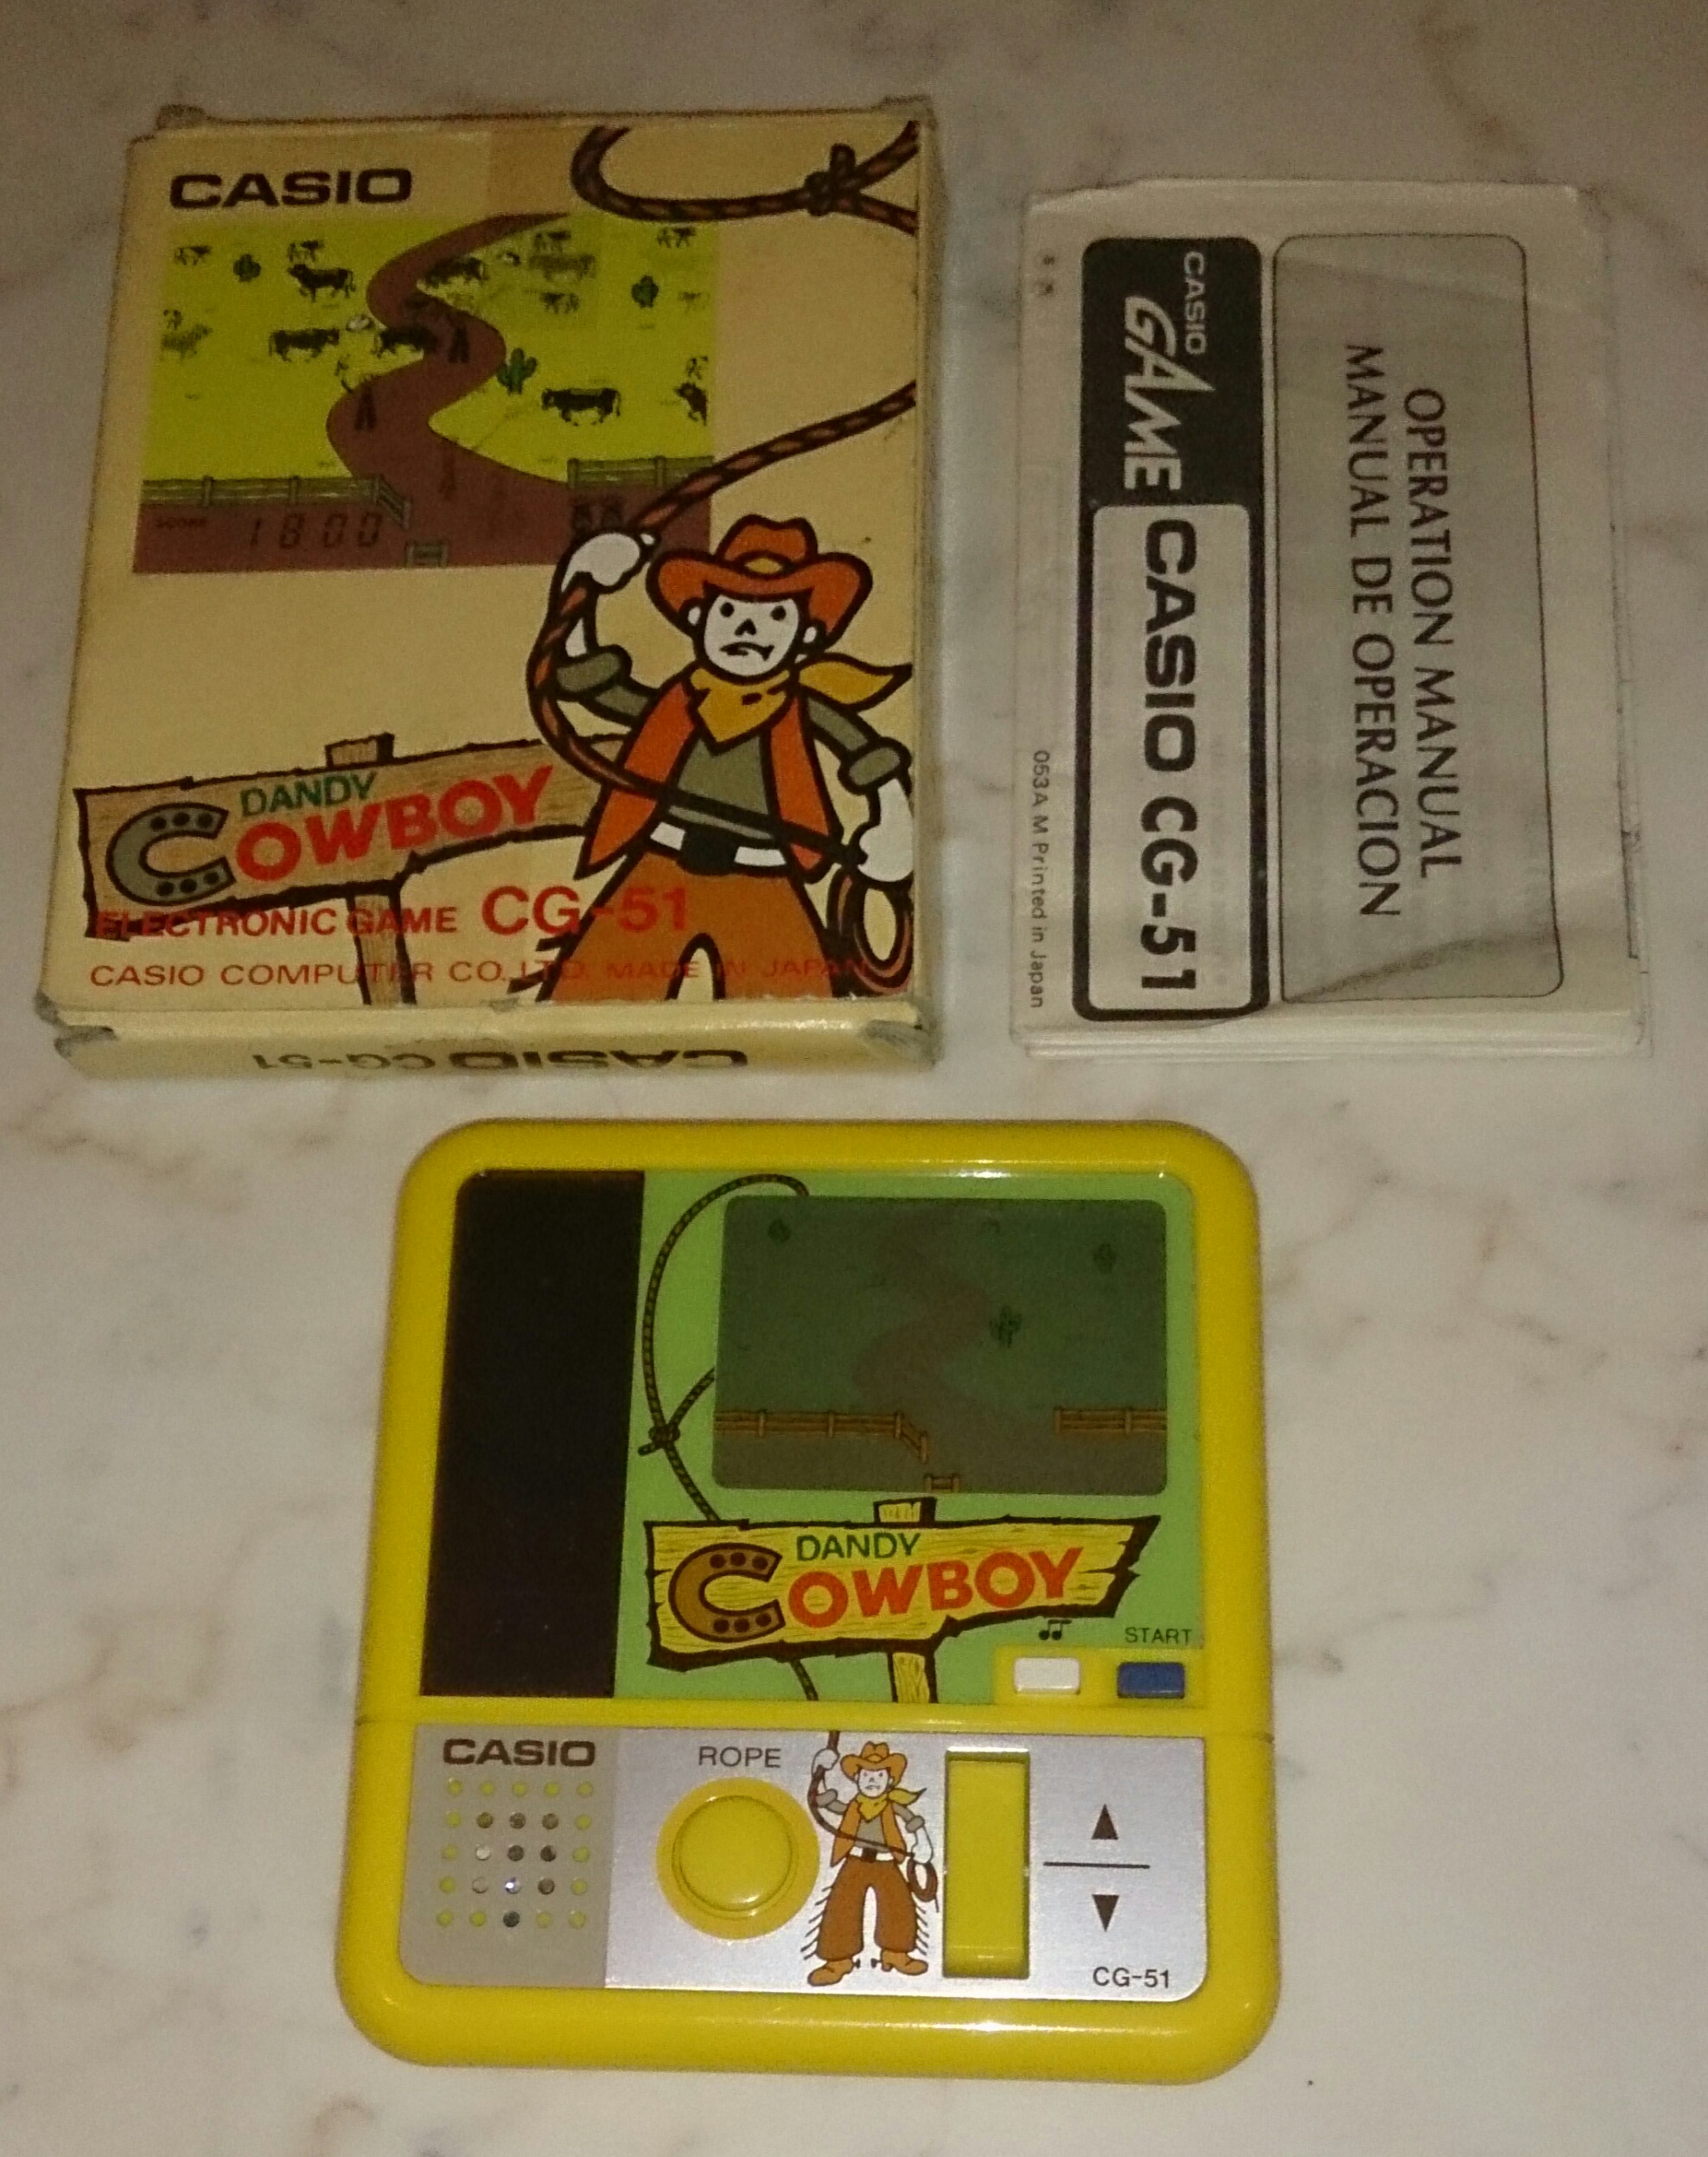 CASIO
SCORE
1800
DANDY
COWBOY
ELECTRONIC GAME CG-51
CASIO COMPUTER CO.,LTD. MADE IN JAPAN
CASIO CG-51
CASIO
GAME
CASIO CG-51
OPERATION MANUAL
MANUAL DE OPERACION
053A M Printed in Japan
DANDY
COWBOY
START
CASIO
ROPE
CG-51